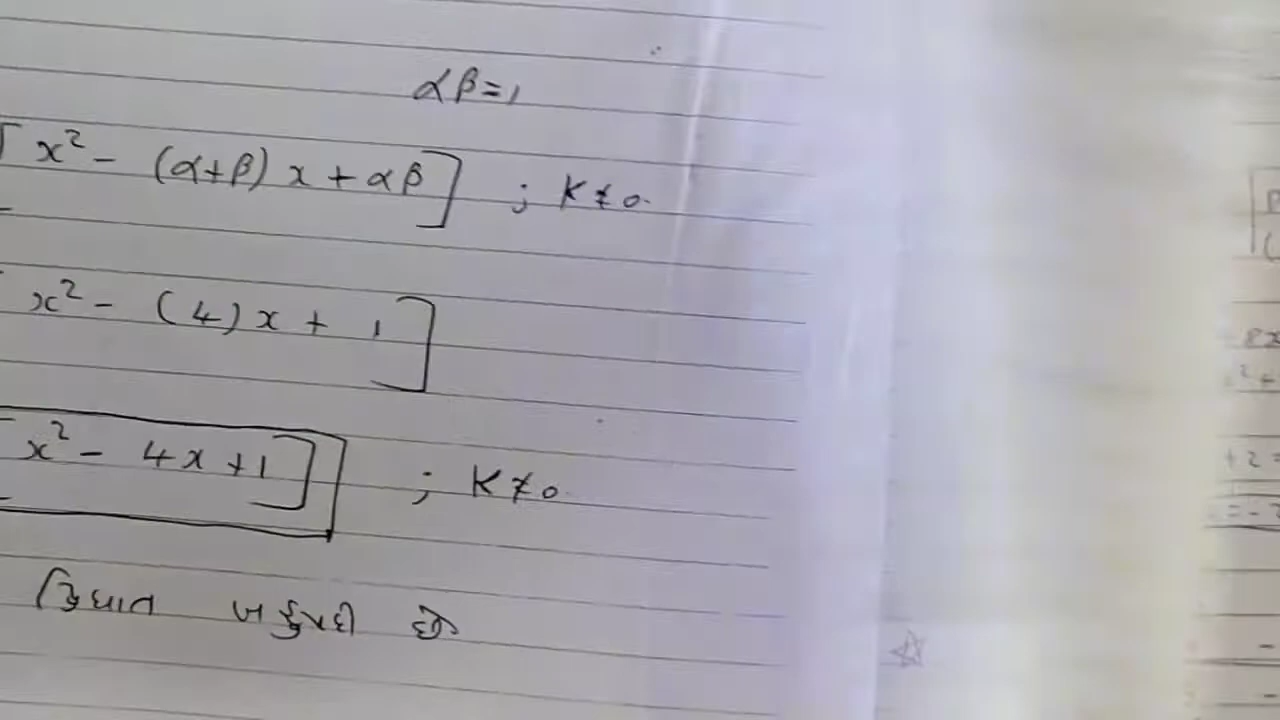 αβ=1
[x² - (α+β) x + αβ] ; K≠0.
[x² - (4) x + 1]
[x² - 4x +1] ; K≠0.
દ્વિઘાત બહુપદી છે